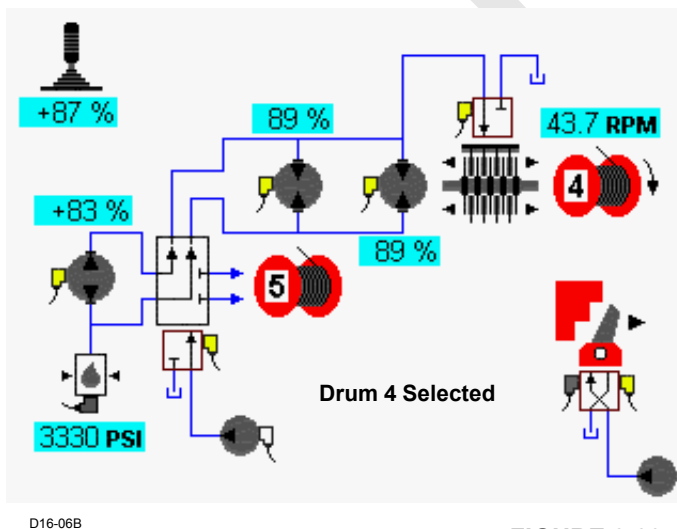 +87 %
89 %
43.7 RPM
4
+83 %
89 %
5
Drum 4 Selected
3330 PSI
D16-06B